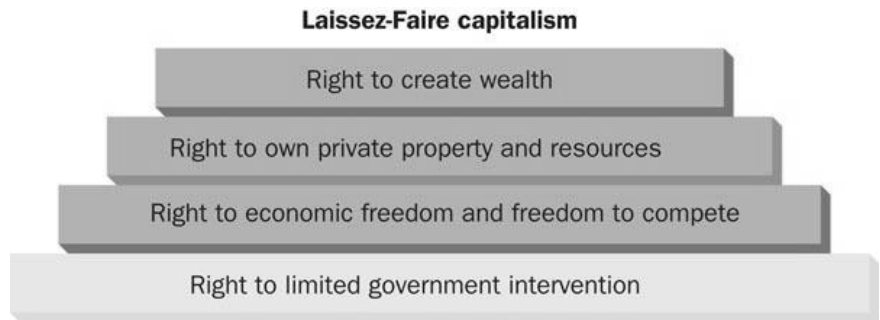 Laissez-Faire capitalism
Right to create wealth
Right to own private property and resources
Right to economic freedom and freedom to compete
Right to limited government intervention